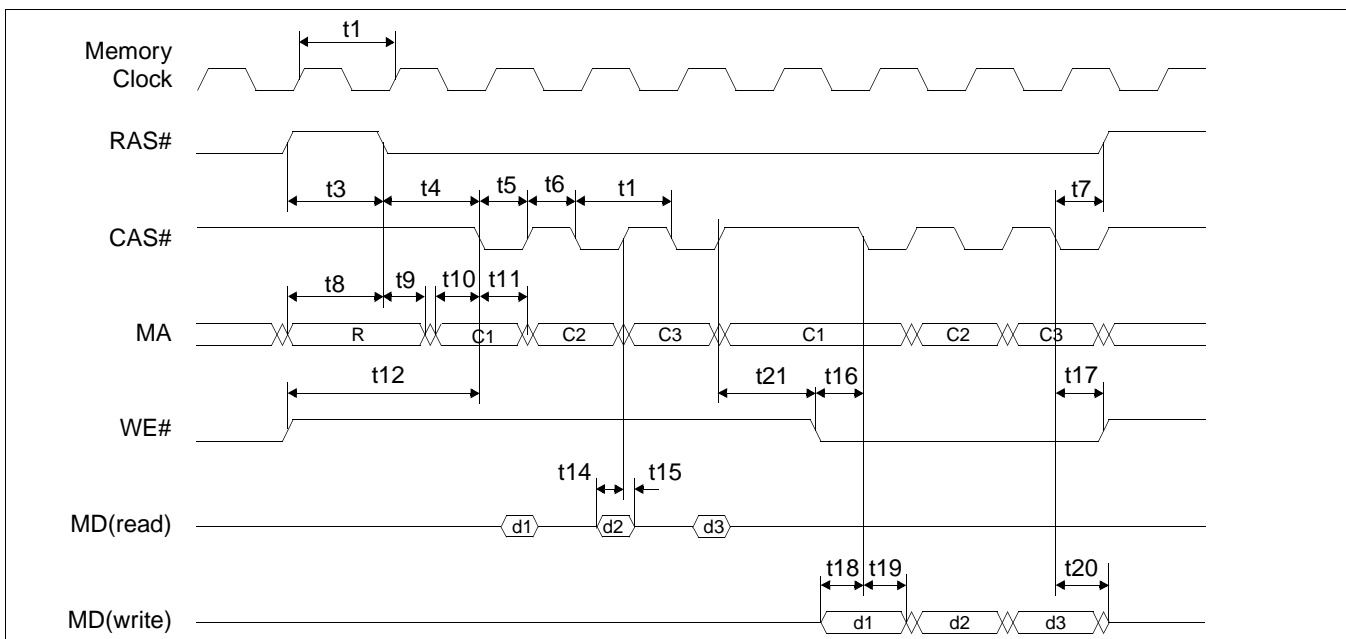 t1
Memory
Clock
RAS#
t3 t4 t5 t6 t1 t7
CAS#
t8 t9 t10 t11
MA R C1 C2 C3 C1 C2 C3
t12 t21 t16 t17
WE#
t14 t15
MD(read) d1 d2 d3
t18 t19 t20
MD(write) d1 d2 d3